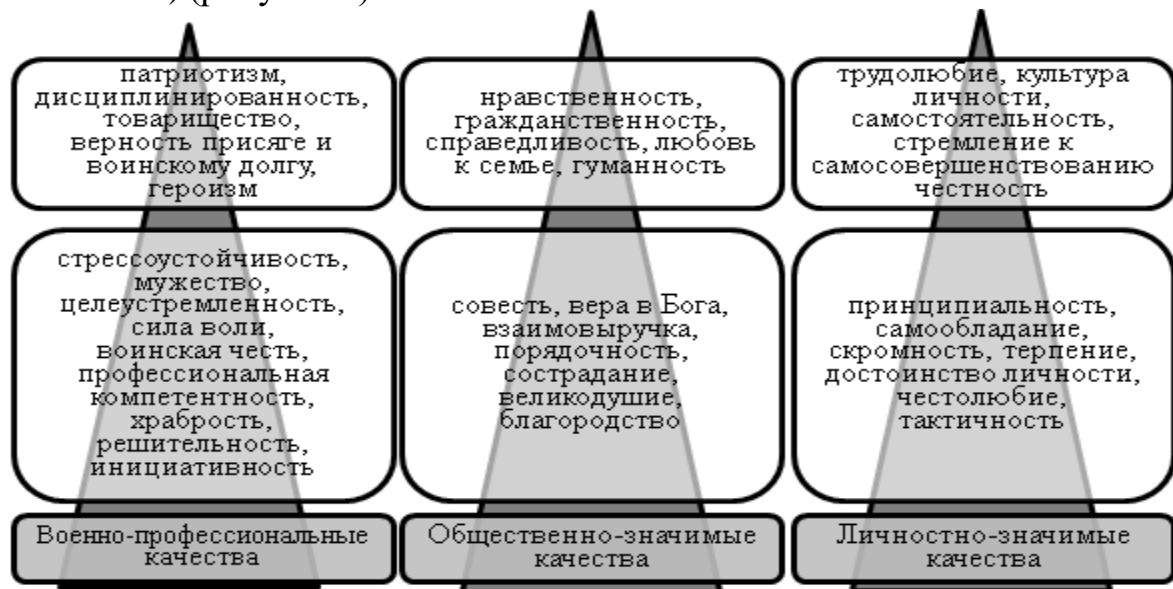 патриотизм,
дисциплинированность,
товарищество,
верность присяге и
воинскому долгу,
героизм
нравственность,
гражданственность,
справедливость, любовь
к семье, гуманность
трудолюбие, культура
личности,
самостоятельность,
стремление к
самосовершенствованию
честность
стрессоустойчивость,
мужество,
целеустремленность,
сила воли,
воинская честь,
профессиональная
компетентность,
храбрость,
решительность,
инициативность
совесть, вера в Бога,
взаимовыручка,
порядочность,
сострадание,
великодушие,
благородство
принципиальность,
самообладание,
скромность, терпение,
достоинство личности,
честолюбие,
тактичность
Военно-профессиональные
качества
Общественно-значимые
качества
Личностно-значимые
качества